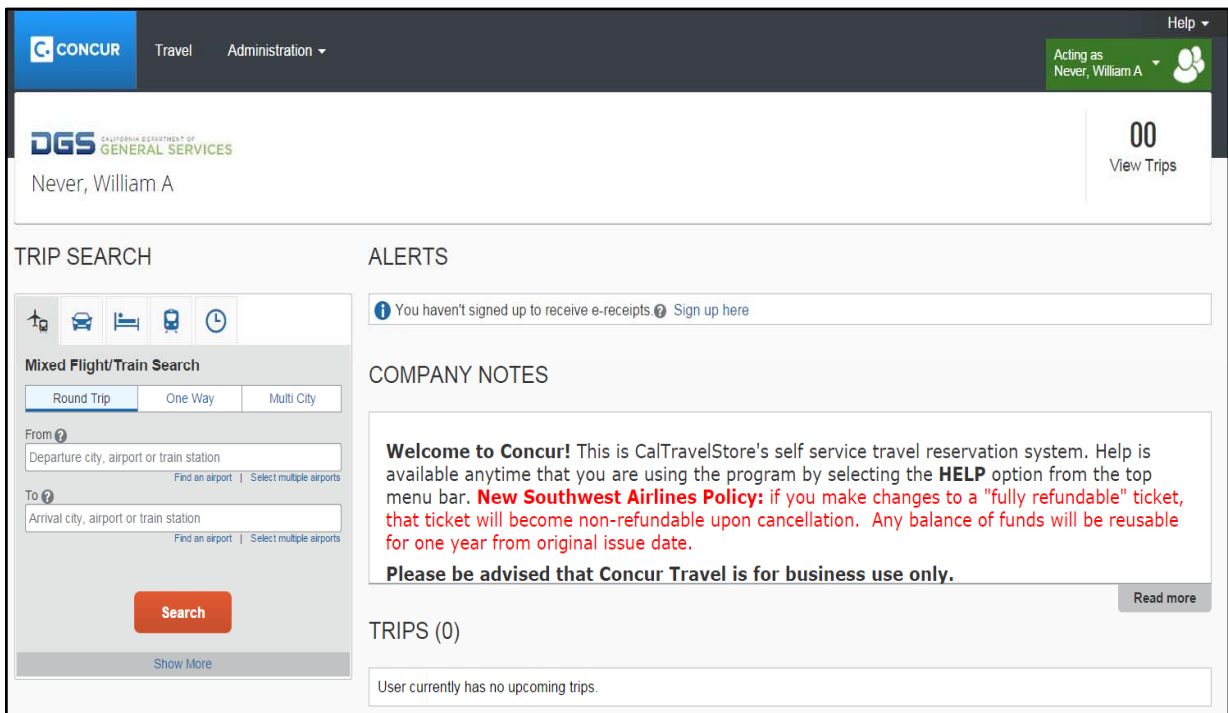 Help
C. CONCUR
Travel
Administration
Acting as
Never, William A
DGS CALIFORNIA DEPARTMENT OF
GENERAL SERVICES
Never, William A
00
View Trips
TRIP SEARCH
Mixed Flight/Train Search
Round Trip
One Way
Multi City
From ?
Departure city, airport or train station
Find an airport | Select multiple airports
To ?
Arrival city, airport or train station
Find an airport | Select multiple airports
Search
Show More
ALERTS
i You haven't signed up to receive e-receipts. ? Sign up here
COMPANY NOTES
Welcome to Concur! This is CalTravelStore's self service travel reservation system. Help is
available anytime that you are using the program by selecting the HELP option from the top
menu bar. New Southwest Airlines Policy: if you make changes to a "fully refundable" ticket,
that ticket will become non-refundable upon cancellation. Any balance of funds will be reusable
for one year from original issue date.
Please be advised that Concur Travel is for business use only.
Read more
TRIPS (0)
User currently has no upcoming trips.